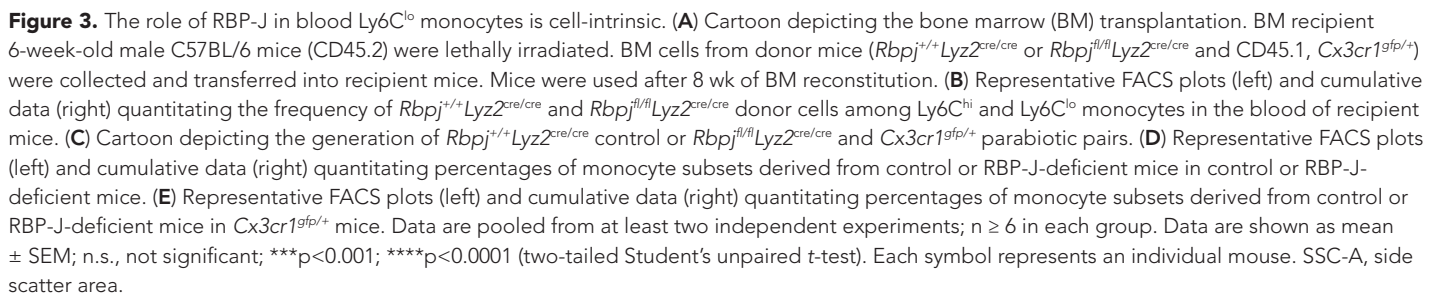 Figure 3. The role of RBP-J in blood Ly6Cˡᵒ monocytes is cell-intrinsic. (A) Cartoon depicting the bone marrow (BM) transplantation. BM recipient
6-week-old male C57BL/6 mice (CD45.2) were lethally irradiated. BM cells from donor mice (Rbpj⁺/⁺Lyz2ᶜʳᵉ/ᶜʳᵉ or Rbpjᶠˡ/ᶠˡLyz2ᶜʳᵉ/ᶜʳᵉ and CD45.1, Cx3cr1ᵍᶠᵖ/⁺)
were collected and transferred into recipient mice. Mice were used after 8 wk of BM reconstitution. (B) Representative FACS plots (left) and cumulative
data (right) quantitating the frequency of Rbpj⁺/⁺Lyz2ᶜʳᵉ/ᶜʳᵉ and Rbpjᶠˡ/ᶠˡLyz2ᶜʳᵉ/ᶜʳᵉ donor cells among Ly6Cʰⁱ and Ly6Cˡᵒ monocytes in the blood of recipient
mice. (C) Cartoon depicting the generation of Rbpj⁺/⁺Lyz2ᶜʳᵉ/ᶜʳᵉ control or Rbpjᶠˡ/ᶠˡLyz2ᶜʳᵉ/ᶜʳᵉ and Cx3cr1ᵍᶠᵖ/⁺ parabiotic pairs. (D) Representative FACS plots
(left) and cumulative data (right) quantitating percentages of monocyte subsets derived from control or RBP-J-deficient mice in control or RBP-J-
deficient mice. (E) Representative FACS plots (left) and cumulative data (right) quantitating percentages of monocyte subsets derived from control or
RBP-J-deficient mice in Cx3cr1ᵍᶠᵖ/⁺ mice. Data are pooled from at least two independent experiments; n ≥ 6 in each group. Data are shown as mean
± SEM; n.s., not significant; ***p<0.001; ****p<0.0001 (two-tailed Student’s unpaired t-test). Each symbol represents an individual mouse. SSC-A, side
scatter area.